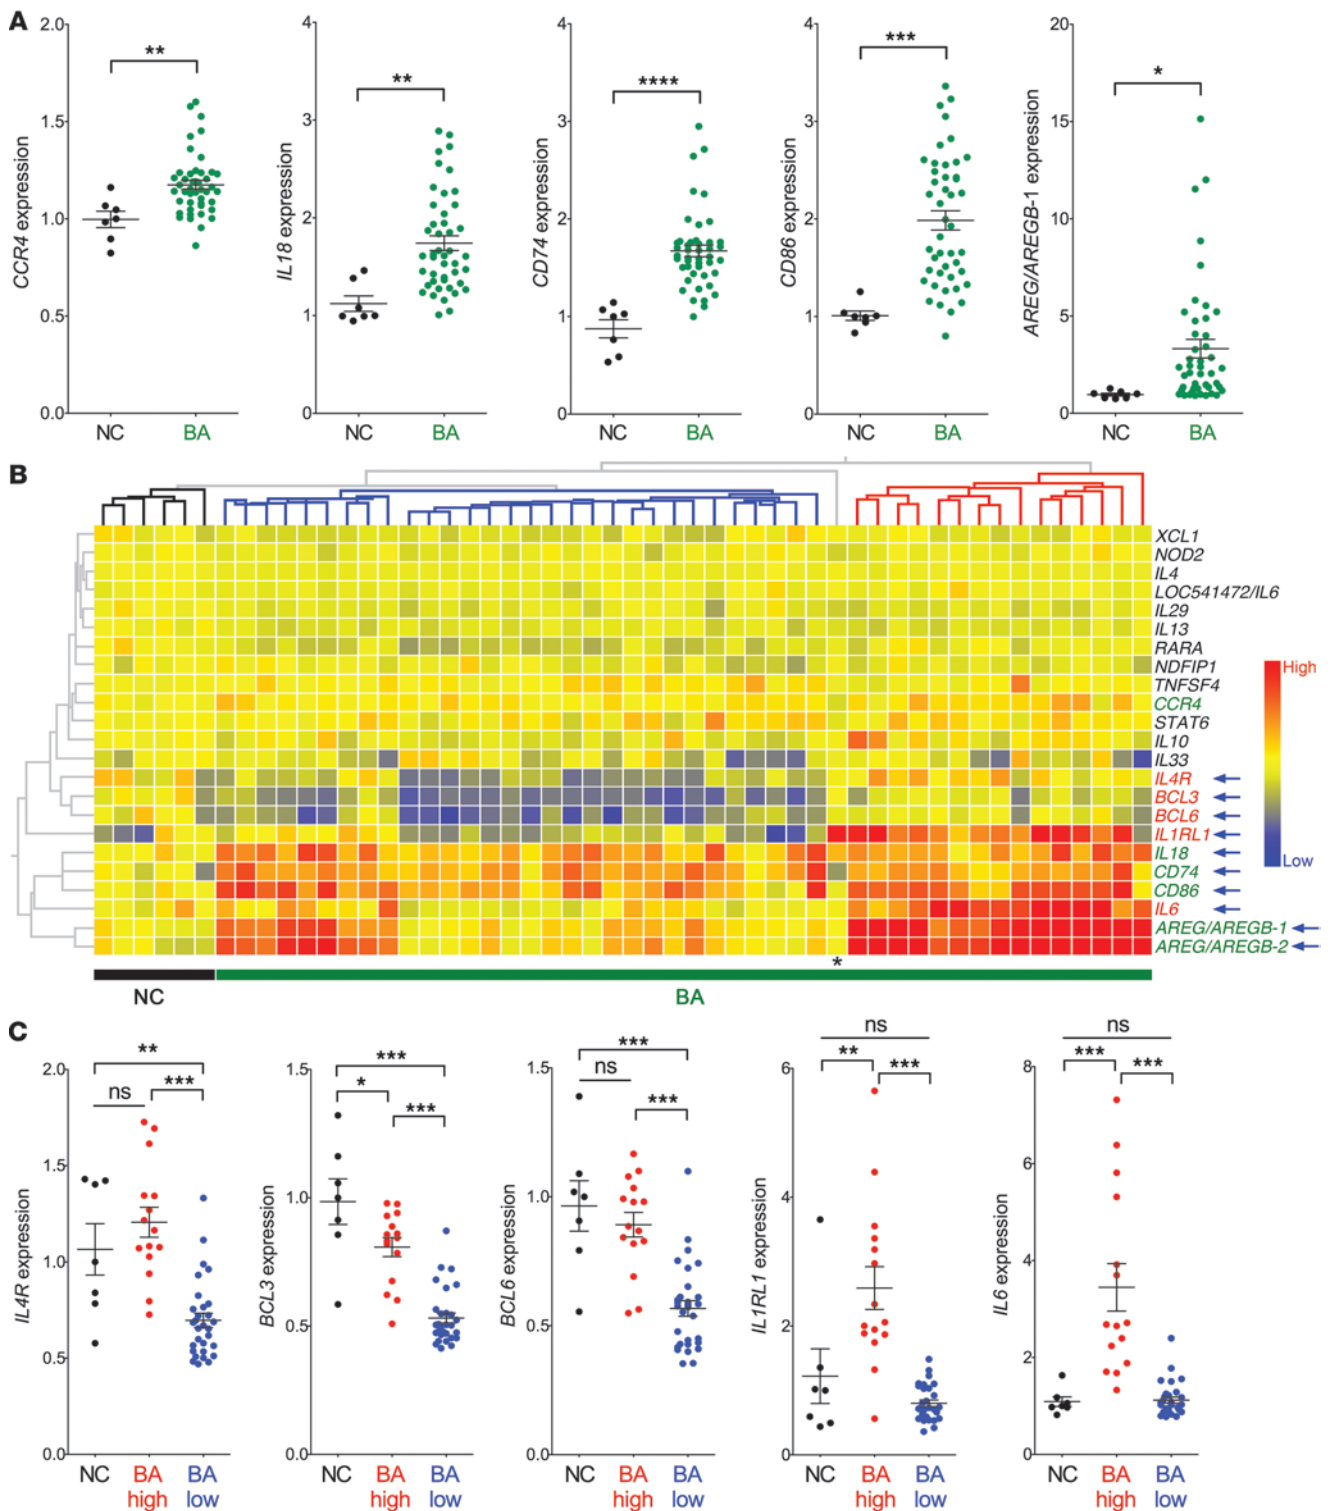 A
** ** **** *** *
2.0 4 4 4 20
1.5 3 3 3 15
1.0 2 2 2 10
0.5 1 1 1 5
0.0 0 0 0 0
CCR4 expression
IL18 expression
CD74 expression
CD86 expression
AREG/AREGB-1 expression
NC BA NC BA NC BA NC BA NC BA
B
XCL1
NOD2
IL4
LOC541472/IL6
IL29
IL13
RARA
NDFIP1
TNFSF4
CCR4
STAT6
IL10
IL33
IL4R
BCL3
BCL6
IL1RL1
IL18
CD74
CD86
IL6
AREG/AREGB-1
AREG/AREGB-2
High
Low
*
NC BA
C
** ns ***
2.0
1.5
1.0
0.5
0.0
IL4R expression
NC BA high BA low
*** * ***
1.5
1.0
0.5
0.0
BCL3 expression
NC BA high BA low
*** ns ***
1.5
1.0
0.5
0.0
BCL6 expression
NC BA high BA low
ns ** ***
6
4
2
0
IL1RL1 expression
NC BA high BA low
ns *** ***
8
6
4
2
0
IL6 expression
NC BA high BA low